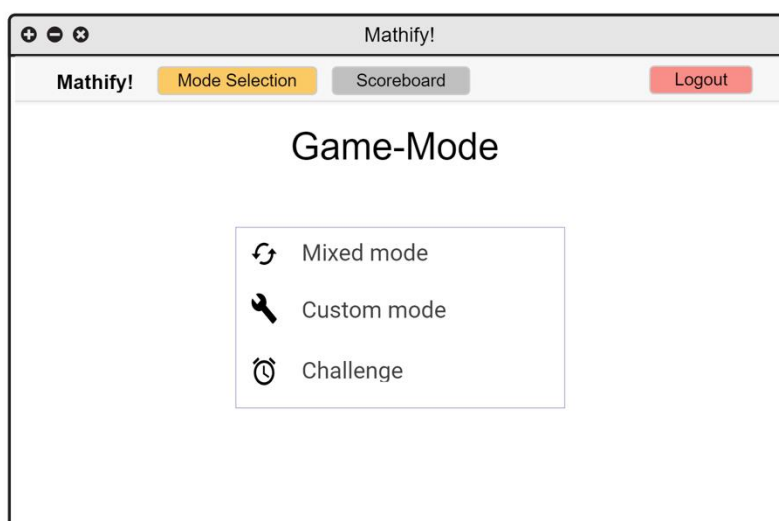 Mathify!
Mathify! Mode Selection Scoreboard Logout
Game-Mode
Mixed mode
Custom mode
Challenge